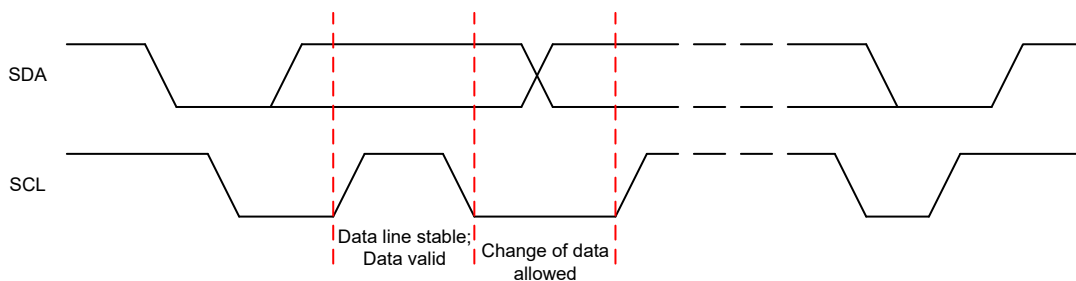 SDA
SCL
Data line stable;
Data valid
Change of data
allowed